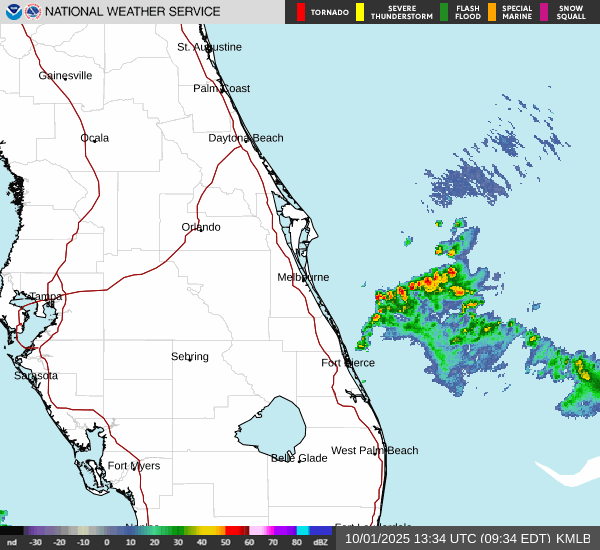 NATIONAL WEATHER SERVICE
TORNADO
SEVERE THUNDERSTORM
FLASH FLOOD
SPECIAL MARINE
SNOW SQUALL
St. Augustine
Gainesville
Palm Coast
Ocala
Daytona Beach
Orlando
Melbourne
Tampa
Sebring
Fort Pierce
Sarasota
West Palm Beach
Belle Glade
Fort Myers
nd -30 -20 -10 0 10 20 30 40 50 60 70 80 dBZ
10/01/2025 13:34 UTC (09:34 EDT) KMLB